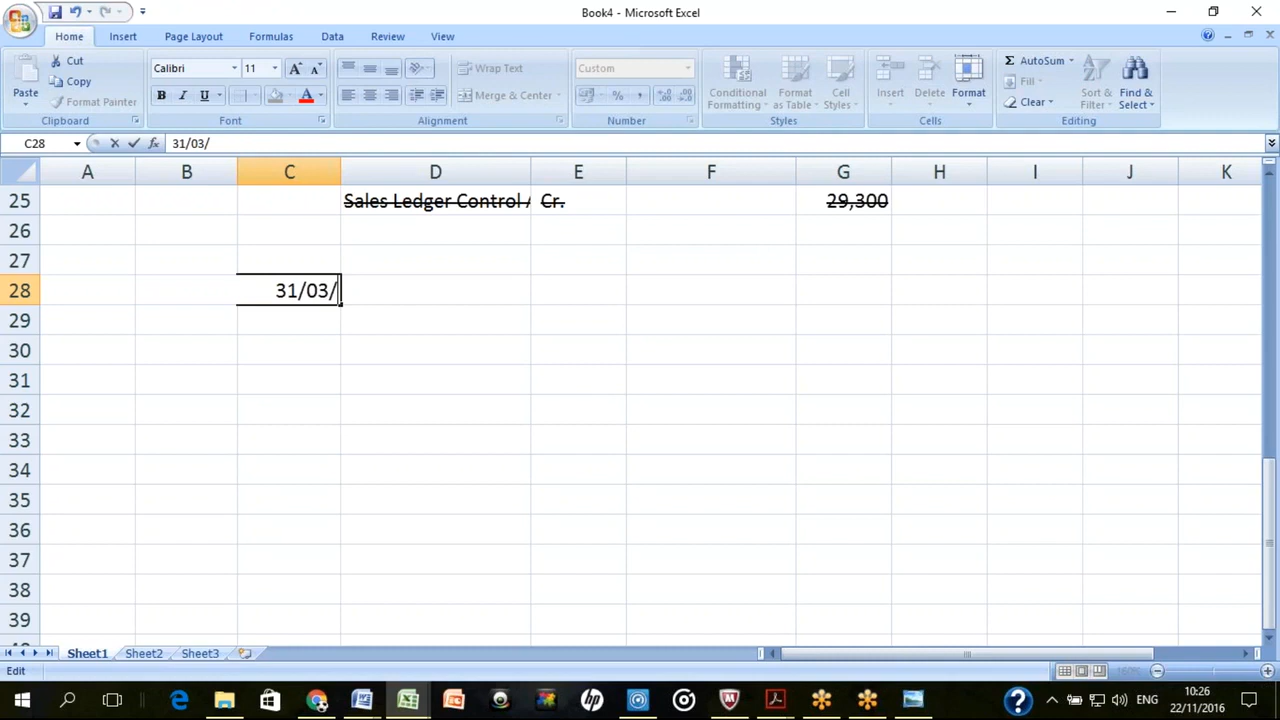 Book4 - Microsoft Excel
Home Insert Page Layout Formulas Data Review View
Cut
Copy
Format Painter
Paste
Clipboard
Calibri 11
B I U
Font
Wrap Text
Merge & Center
Alignment
Custom
Number
Conditional Formatting
Format as Table
Cell Styles
Styles
Insert Delete Format
Cells
AutoSum
Fill
Clear
Sort & Filter
Find & Select
Editing
C28 31/03/
A B C D E F G H I J K
25 Sales Ledger Control Cr. 29,300
26
27
28 31/03/
29
30
31
32
33
34
35
36
37
38
39
Sheet1 Sheet2 Sheet3
Edit 160%
ENG 10:26
22/11/2016